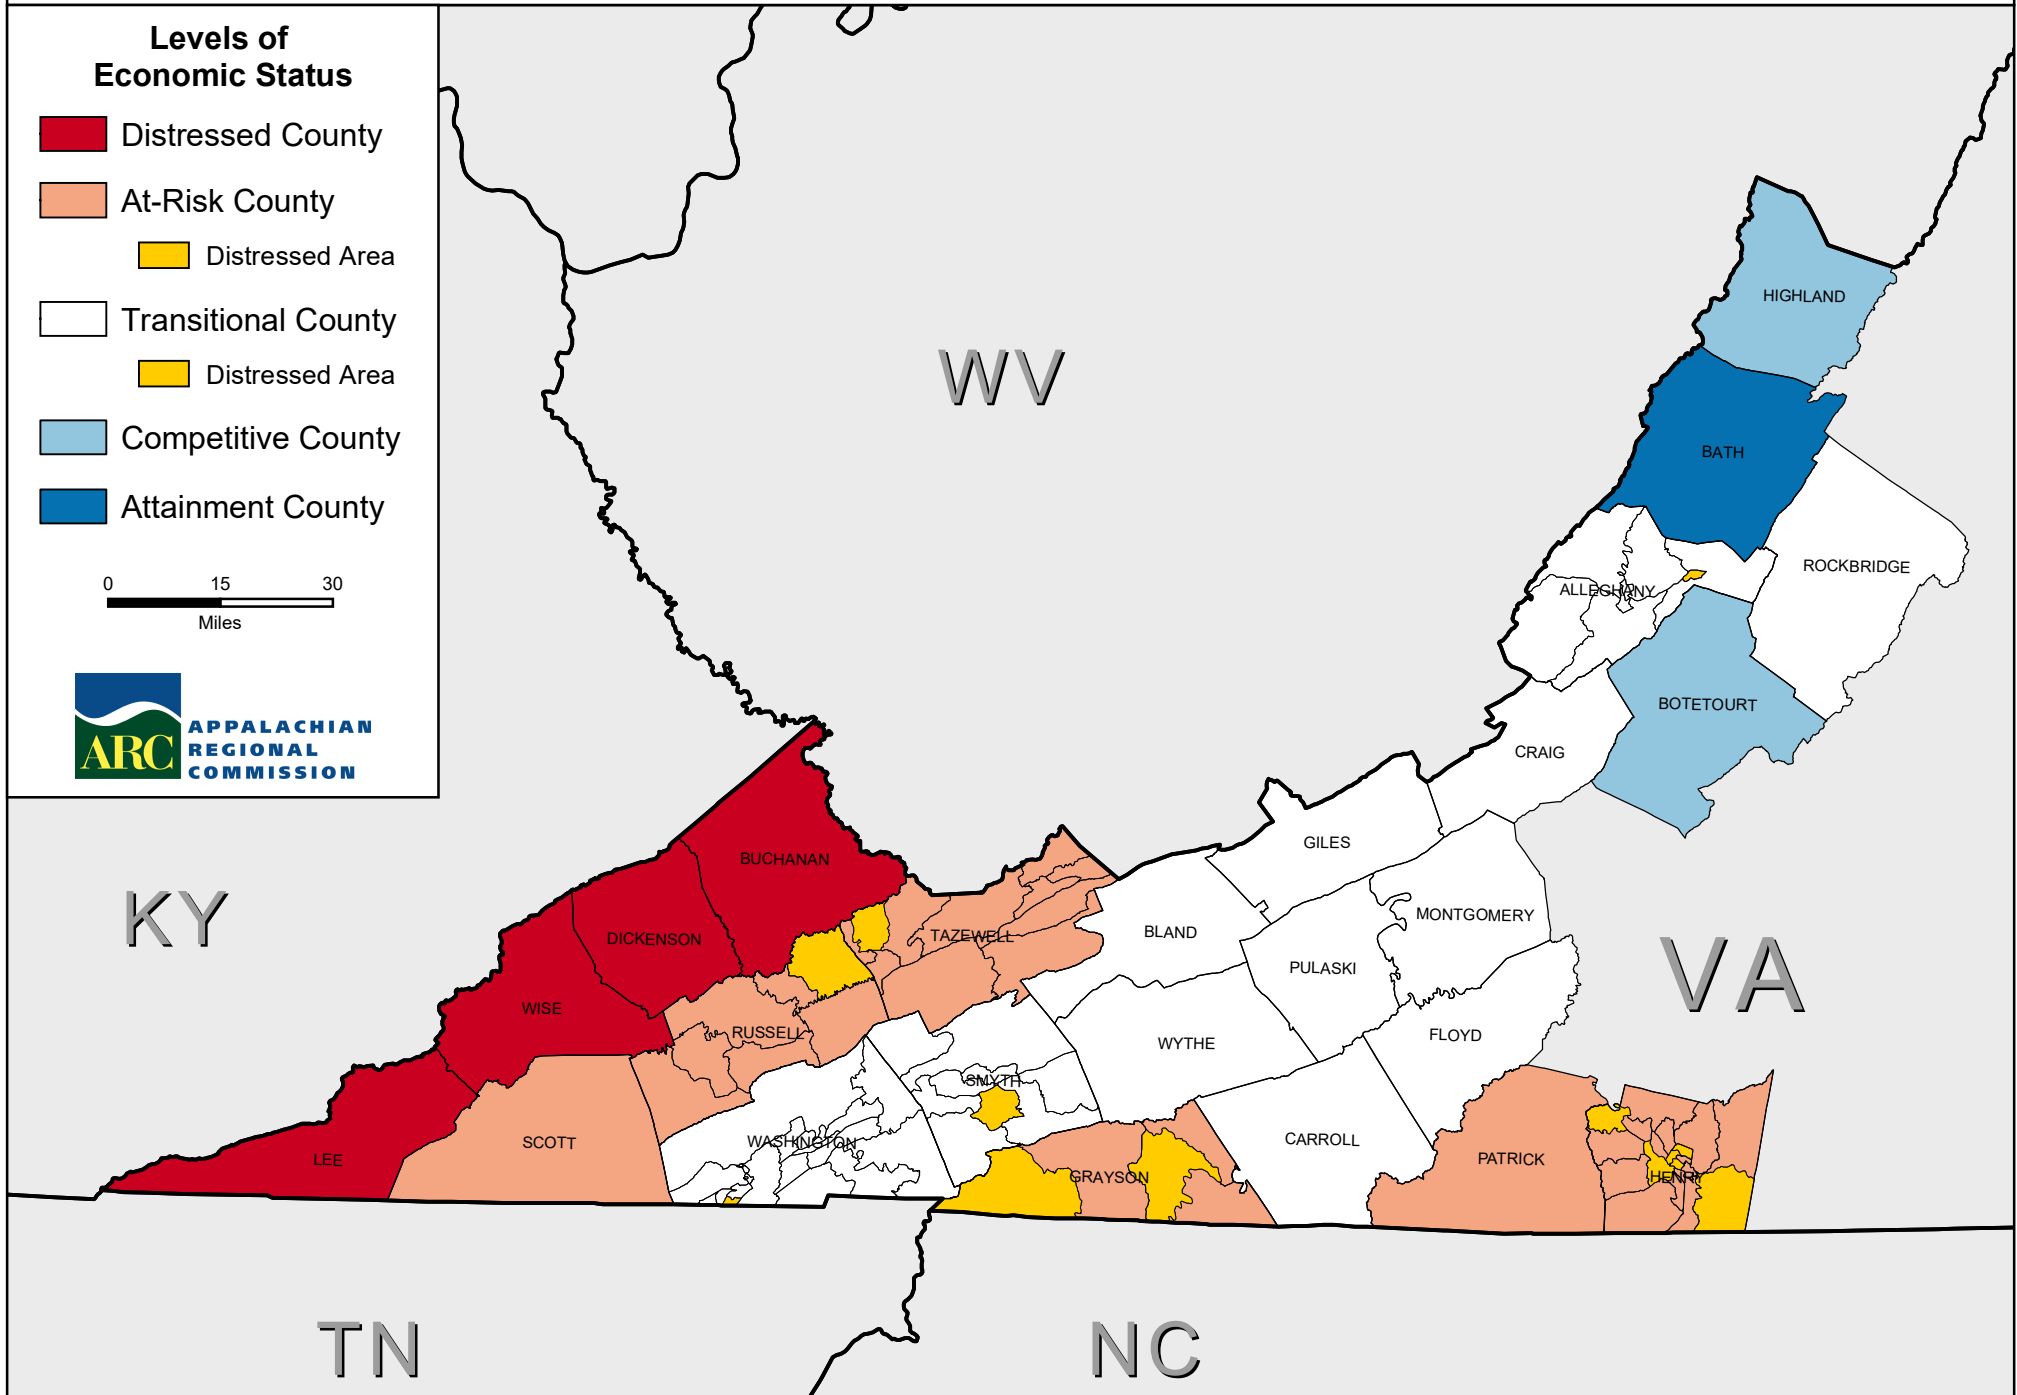 Levels of
Economic Status
Distressed County
At-Risk County
Distressed Area
Transitional County
Distressed Area
Competitive County
Attainment County
0 15 30
Miles
ARC
APPALACHIAN
REGIONAL
COMMISSION
WV
KY
VA
TN
NC
HIGHLAND
BATH
ROCKBRIDGE
ALLEGHANY
BOTETOURT
CRAIG
GILES
BUCHANAN
MONTGOMERY
BLAND
TAZEWELL
DICKENSON
PULASKI
WISE
RUSSELL
FLOYD
WYTHE
SMYTH
SCOTT
WASHINGTON
CARROLL
LEE
PATRICK
GRAYSON
HENRY